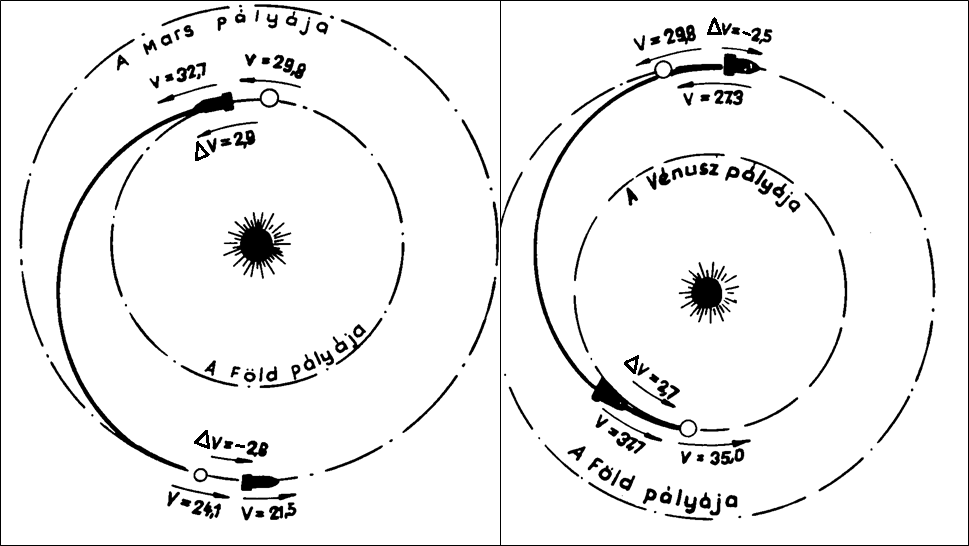 A Mars pályája
V=32,7
V=29,8
ΔV=2,9
A Föld pályája
ΔV=-2,6
V=24,1
V=21,5
V=29,8
ΔV=-2,5
V=27,3
A Vénusz pályája
ΔV=2,7
V=37,7
V=35,0
A Föld pályája